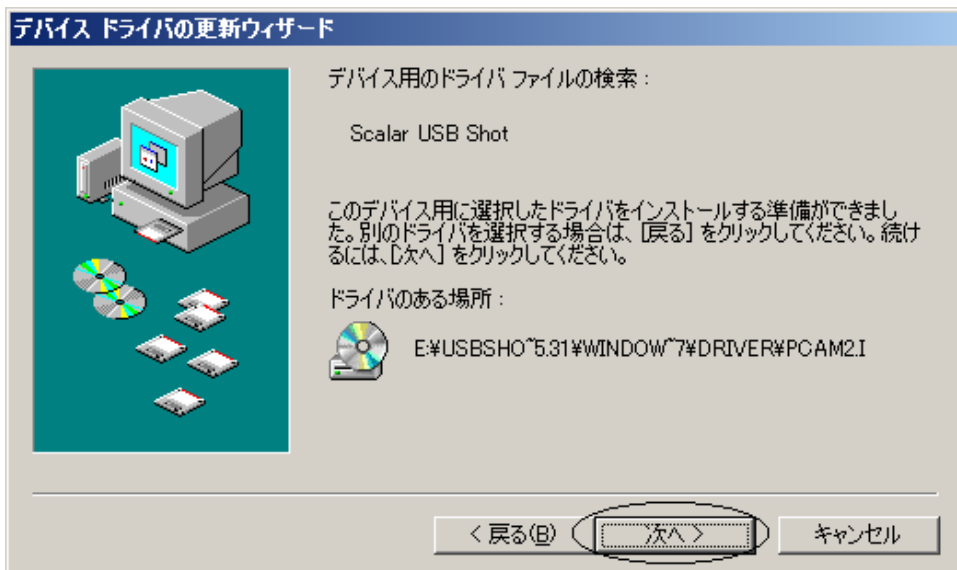 デバイス ドライバの更新ウィザード
デバイス用のドライバ ファイルの検索：
Scalar USB Shot
このデバイス用に選択したドライバをインストールする準備ができまし
た。別のドライバを選択する場合は、[戻る] をクリックしてください。続け
るには、[次へ] をクリックしてください。
ドライバのある場所：
E:¥USBSHO~5.31¥WINDOW~7¥DRIVER¥PCAM2.I
< 戻る(B)
次へ >
キャンセル